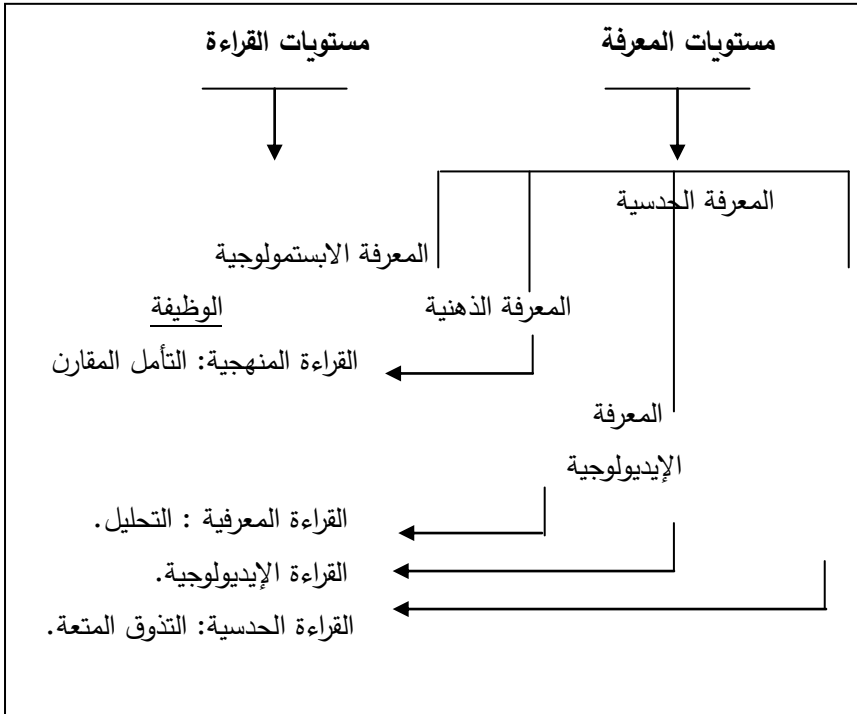 مستويات المعرفة
مستويات القراءة
المعرفة الحدسية
المعرفة الابستمولوجية
المعرفة الذهنية
الوظيفة
القراءة المنهجية: التأمل المقارن
المعرفة
الإيديولوجية
القراءة المعرفية : التحليل.
القراءة الإيديولوجية.
القراءة الحدسية: التذوق المتعة.